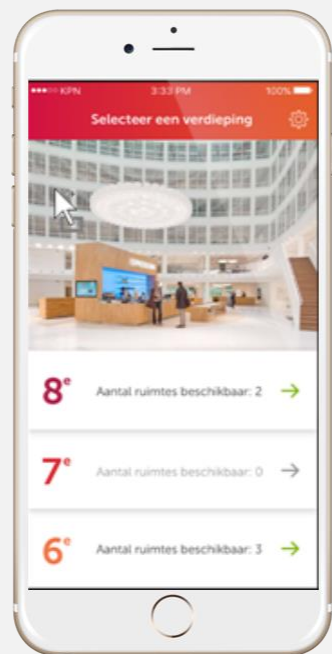 KPN 3:33 PM 100%
Selecteer een verdieping
8e Aantal ruimtes beschikbaar: 2
7e Aantal ruimtes beschikbaar: 0
6e Aantal ruimtes beschikbaar: 3